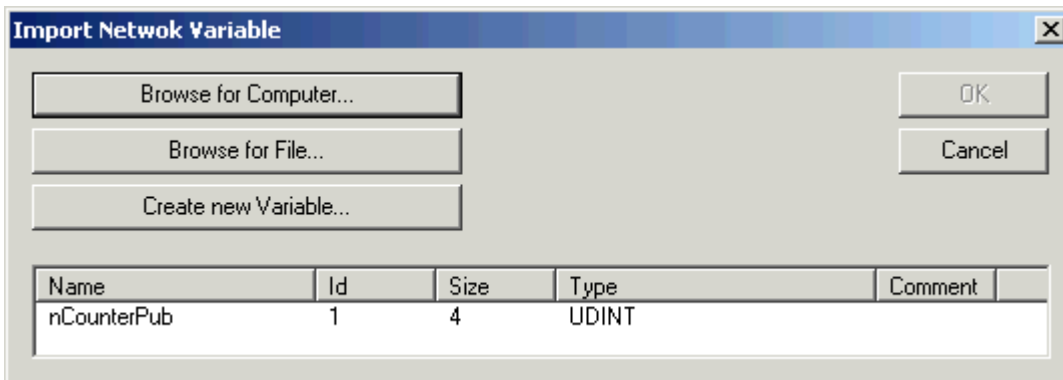 Import Netwok Variable
Browse for Computer...
OK
Browse for File...
Cancel
Create new Variable...
Name Id Size Type Comment
nCounterPub 1 4 UDINT